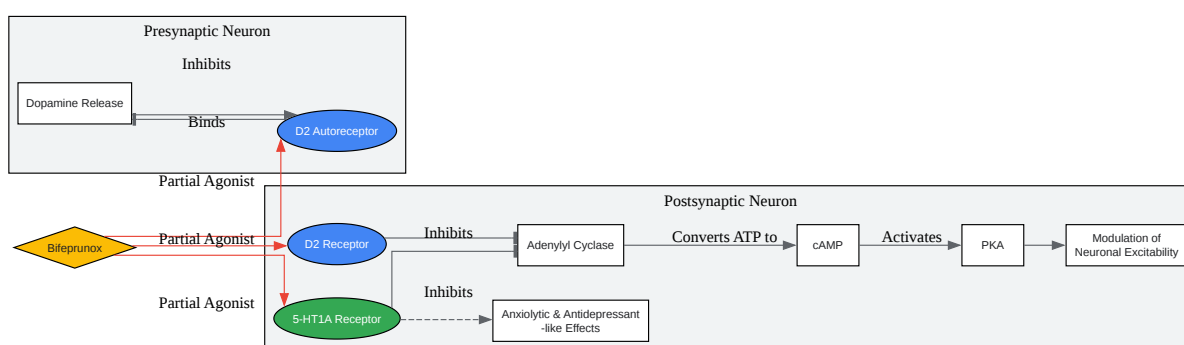 Presynaptic Neuron
Inhibits
Dopamine Release
Binds
D2 Autoreceptor
Partial Agonist
Postsynaptic Neuron
Bifeprunox
Partial Agonist
D2 Receptor
Inhibits
Adenylyl Cyclase
Converts ATP to
cAMP
Activates
PKA
Modulation of
Neuronal Excitability
Partial Agonist
5-HT1A Receptor
Inhibits
Anxiolytic & Antidepressant
-like Effects